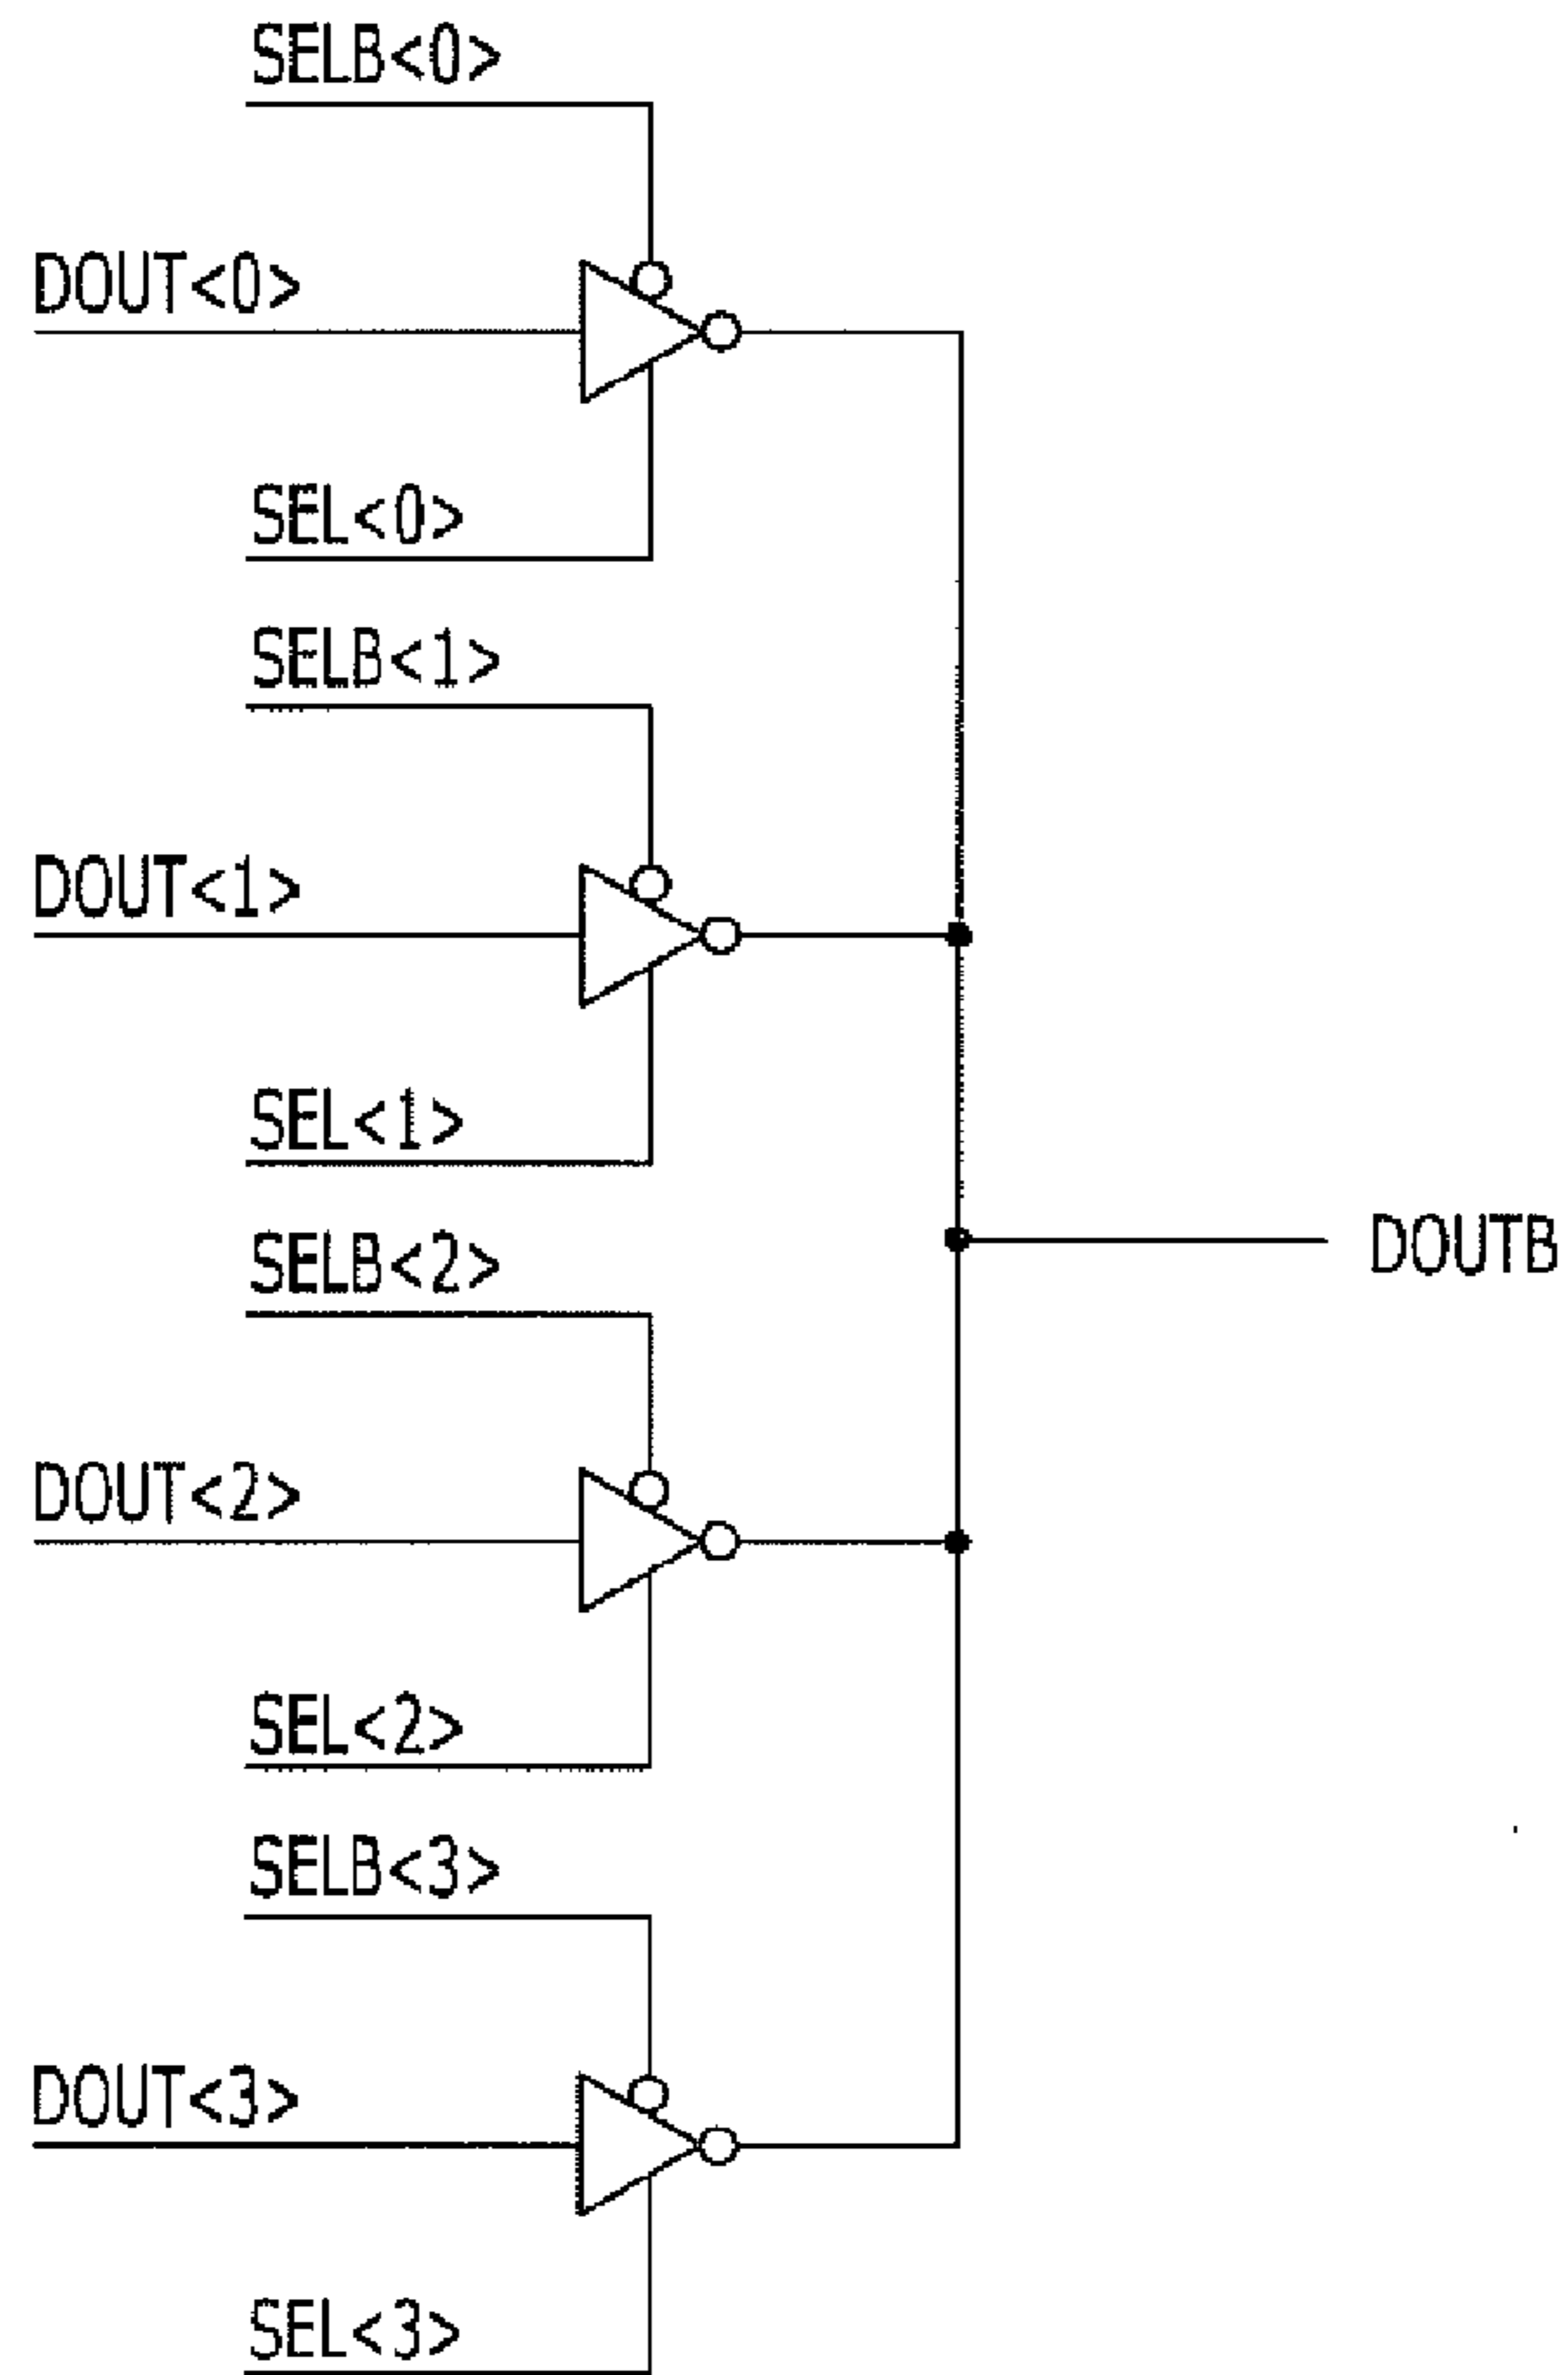 SELB<0>
DOUT<0>
SEL<0>
SELB<1>
DOUT<1>
SEL<1>
DOUTB
SELB<2>
DOUT<2>
SEL<2>
SELB<3>
DOUT<3>
SEL<3>